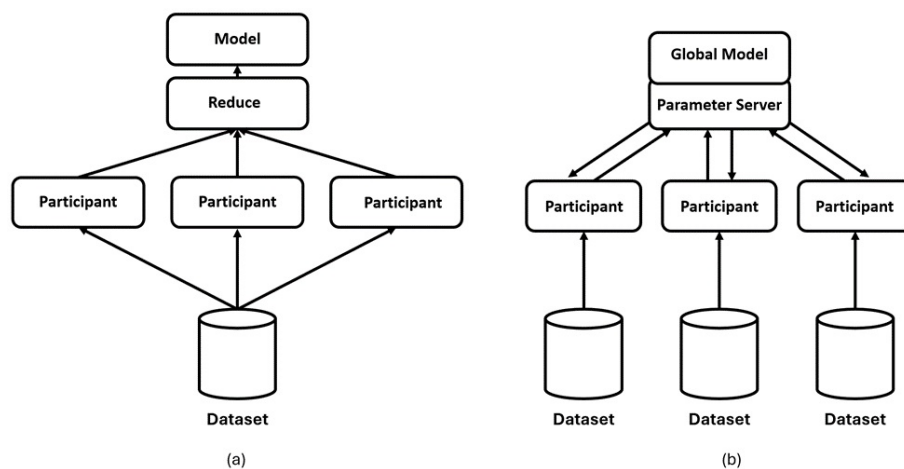 Model
Reduce
Participant
Participant
Participant
Dataset
(a)
Global Model
Parameter Server
Participant
Participant
Participant
Dataset
Dataset
Dataset
(b)